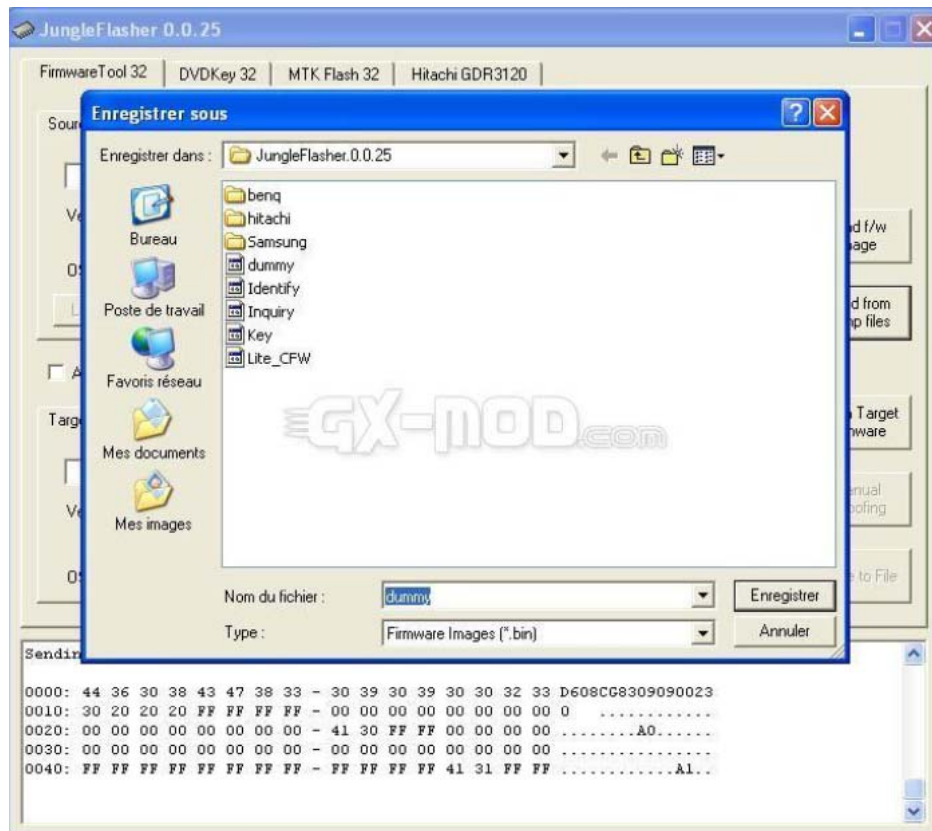 JungleFlasher 0.0.25
FirmwareTool 32 DVDKey 32 MTK Flash 32 Hitachi GDR3120
Enregistrer sous
Enregistrer dans : JungleFlasher.0.0.25
Bureau
Poste de travail
Favoris réseau
Mes documents
Mes images
benq
hitachi
Samsung
dummy
Identify
Inquiry
Key
Lite_CFW
GX-MOD.com
f/w
from
files
Target
to File
Nom du fichier : dummy Enregistrer
Type : Firmware Images (*.bin) Annuler
0000: 44 36 30 38 43 47 38 33 - 30 39 30 39 30 30 32 33 D608CG8309090023
0010: 30 20 20 20 FF FF FF FF - 00 00 00 00 00 00 00 00 0 ............
0020: 00 00 00 00 00 00 00 00 - 41 30 FF FF 00 00 00 00 ........A0......
0030: 00 00 00 00 00 00 00 00 - 00 00 00 00 00 00 00 00 ................
0040: FF FF FF FF FF FF FF FF - FF FF FF FF 41 31 FF FF ............A1..